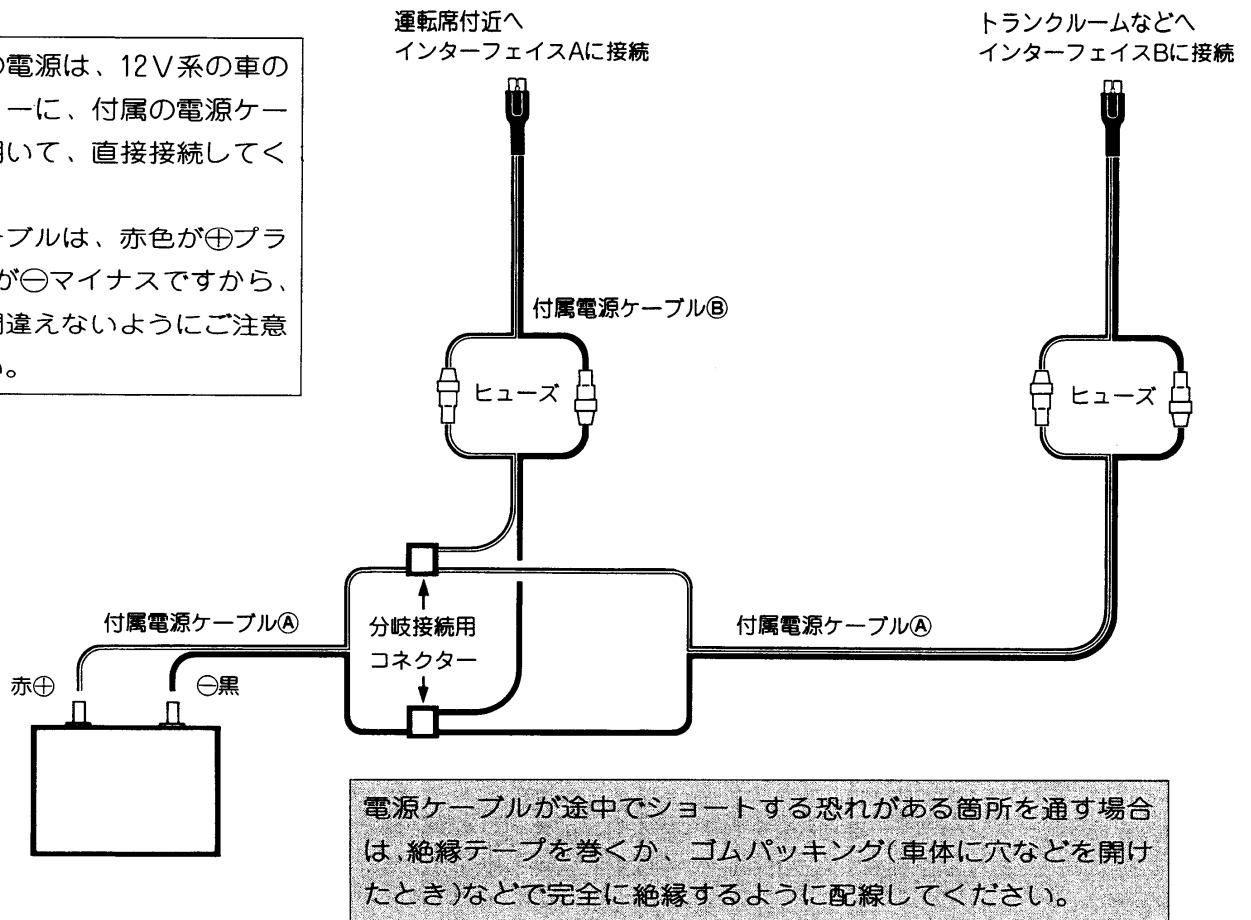 の電源は、12V系の車の
ーに、付属の電源ケー
用いて、直接接続してく
ーブルは、赤色が⊕プラ
が⊖マイナスですから、
間違えないようにご注意
い。
運転席付近へ
インターフェイスAに接続
トランクルームなどへ
インターフェイスBに接続
付属電源ケーブルⒷ
ヒューズ
ヒューズ
付属電源ケーブルⒶ
分岐接続用
コネクター
付属電源ケーブルⒶ
赤⊕
⊖黒
電源ケーブルが途中でショートする恐れがある箇所を通す場合
は、絶縁テープを巻くか、ゴムパッキング(車体に穴などを開け
たとき)などで完全に絶縁するように配線してください。